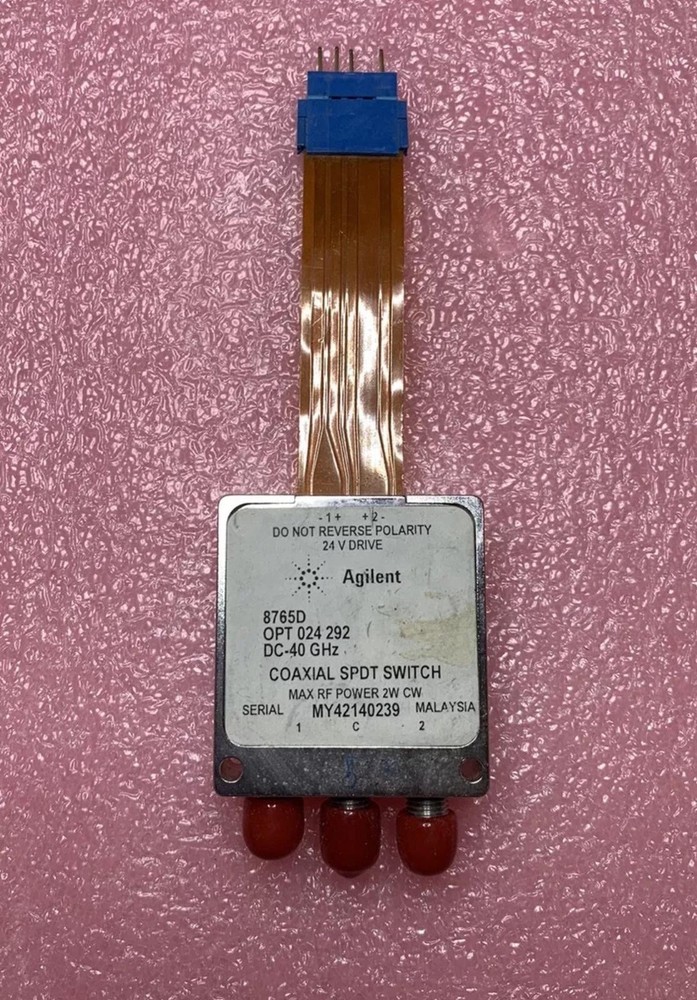 - 1 + + 2 -
DO NOT REVERSE POLARITY
24 V DRIVE
Agilent
8765D
OPT 024 292
DC-40 GHz
COAXIAL SPDT SWITCH
MAX RF POWER 2W CW
SERIAL MY42140239 MALAYSIA
1 C 2